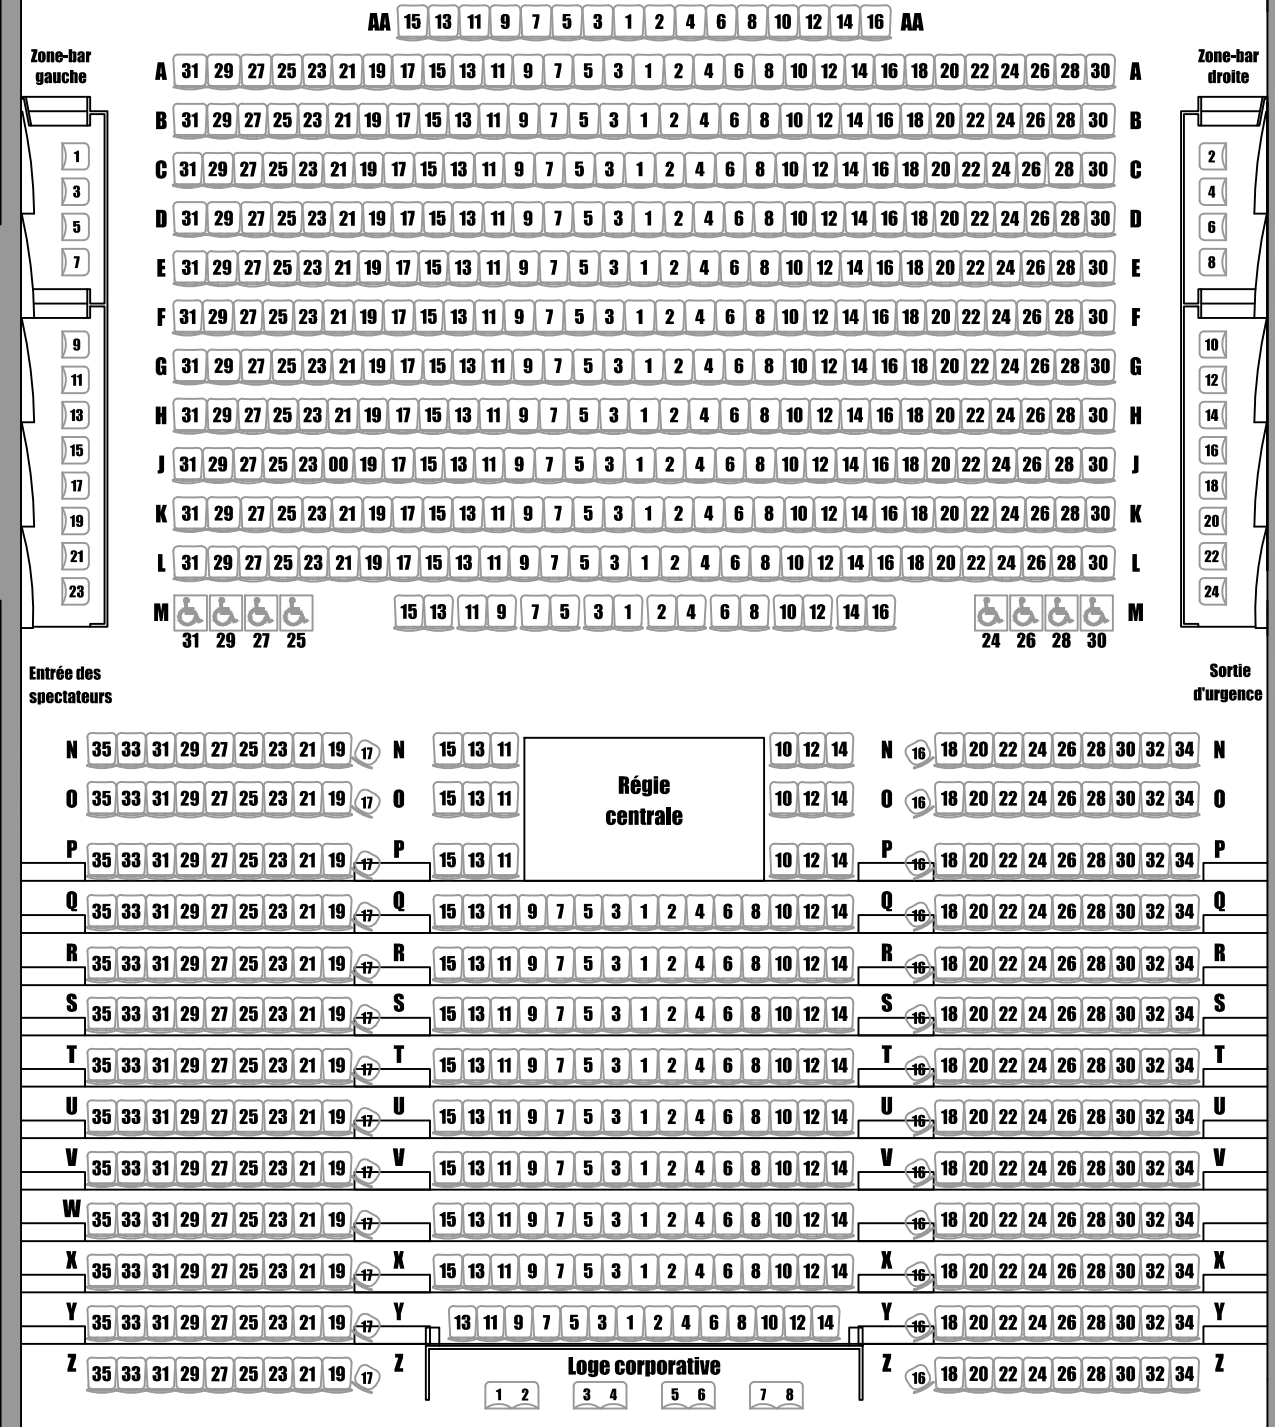 AA 15 13 11 9 7 5 3 1 2 4 6 8 10 12 14 16 AA
Zone-bar gauche
Zone-bar droite
A 31 29 27 25 23 21 19 17 15 13 11 9 7 5 3 1 2 4 6 8 10 12 14 16 18 20 22 24 26 28 30 A
B 31 29 27 25 23 21 19 17 15 13 11 9 7 5 3 1 2 4 6 8 10 12 14 16 18 20 22 24 26 28 30 B
C 31 29 27 25 23 21 19 17 15 13 11 9 7 5 3 1 2 4 6 8 10 12 14 16 18 20 22 24 26 28 30 C
D 31 29 27 25 23 21 19 17 15 13 11 9 7 5 3 1 2 4 6 8 10 12 14 16 18 20 22 24 26 28 30 D
E 31 29 27 25 23 21 19 17 15 13 11 9 7 5 3 1 2 4 6 8 10 12 14 16 18 20 22 24 26 28 30 E
F 31 29 27 25 23 21 19 17 15 13 11 9 7 5 3 1 2 4 6 8 10 12 14 16 18 20 22 24 26 28 30 F
G 31 29 27 25 23 21 19 17 15 13 11 9 7 5 3 1 2 4 6 8 10 12 14 16 18 20 22 24 26 28 30 G
H 31 29 27 25 23 21 19 17 15 13 11 9 7 5 3 1 2 4 6 8 10 12 14 16 18 20 22 24 26 28 30 H
J 31 29 27 25 23 00 19 17 15 13 11 9 7 5 3 1 2 4 6 8 10 12 14 16 18 20 22 24 26 28 30 J
K 31 29 27 25 23 21 19 17 15 13 11 9 7 5 3 1 2 4 6 8 10 12 14 16 18 20 22 24 26 28 30 K
L 31 29 27 25 23 21 19 17 15 13 11 9 7 5 3 1 2 4 6 8 10 12 14 16 18 20 22 24 26 28 30 L
M 15 13 11 9 7 5 3 1 2 4 6 8 10 12 14 16 M
31 29 27 25 24 26 28 30
1
3
5
7
9
11
13
15
17
19
21
23
2
4
6
8
10
12
14
16
18
20
22
24
Entrée des
spectateurs
Sortie
d'urgence
N 35 33 31 29 27 25 23 21 19 17 N 15 13 11 10 12 14 N 16 18 20 22 24 26 28 30 32 34 N
Régie
centrale
O 35 33 31 29 27 25 23 21 19 17 O 15 13 11 10 12 14 O 16 18 20 22 24 26 28 30 32 34 O
P 35 33 31 29 27 25 23 21 19 17 P 15 13 11 10 12 14 P 16 18 20 22 24 26 28 30 32 34 P
Q 35 33 31 29 27 25 23 21 19 17 Q 15 13 11 9 7 5 3 1 2 4 6 8 10 12 14 Q 16 18 20 22 24 26 28 30 32 34 Q
R 35 33 31 29 27 25 23 21 19 17 R 15 13 11 9 7 5 3 1 2 4 6 8 10 12 14 R 16 18 20 22 24 26 28 30 32 34 R
S 35 33 31 29 27 25 23 21 19 17 S 15 13 11 9 7 5 3 1 2 4 6 8 10 12 14 S 16 18 20 22 24 26 28 30 32 34 S
T 35 33 31 29 27 25 23 21 19 17 T 15 13 11 9 7 5 3 1 2 4 6 8 10 12 14 T 16 18 20 22 24 26 28 30 32 34 T
U 35 33 31 29 27 25 23 21 19 17 U 15 13 11 9 7 5 3 1 2 4 6 8 10 12 14 U 16 18 20 22 24 26 28 30 32 34 U
V 35 33 31 29 27 25 23 21 19 17 V 15 13 11 9 7 5 3 1 2 4 6 8 10 12 14 V 16 18 20 22 24 26 28 30 32 34 V
W 35 33 31 29 27 25 23 21 19 17 15 13 11 9 7 5 3 1 2 4 6 8 10 12 14 16 18 20 22 24 26 28 30 32 34
X 35 33 31 29 27 25 23 21 19 17 X 15 13 11 9 7 5 3 1 2 4 6 8 10 12 14 X 16 18 20 22 24 26 28 30 32 34 X
Y 35 33 31 29 27 25 23 21 19 17 Y 13 11 9 7 5 3 1 2 4 6 8 10 12 14 Y 16 18 20 22 24 26 28 30 32 34 Y
Z 35 33 31 29 27 25 23 21 19 17 Z Loge corporative Z 16 18 20 22 24 26 28 30 32 34 Z
1 2 3 4 5 6 7 8